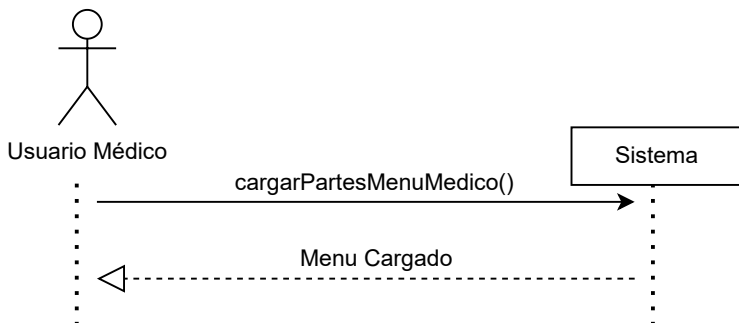 Usuario Médico
Sistema
cargarPartesMenuMedico()
Menu Cargado